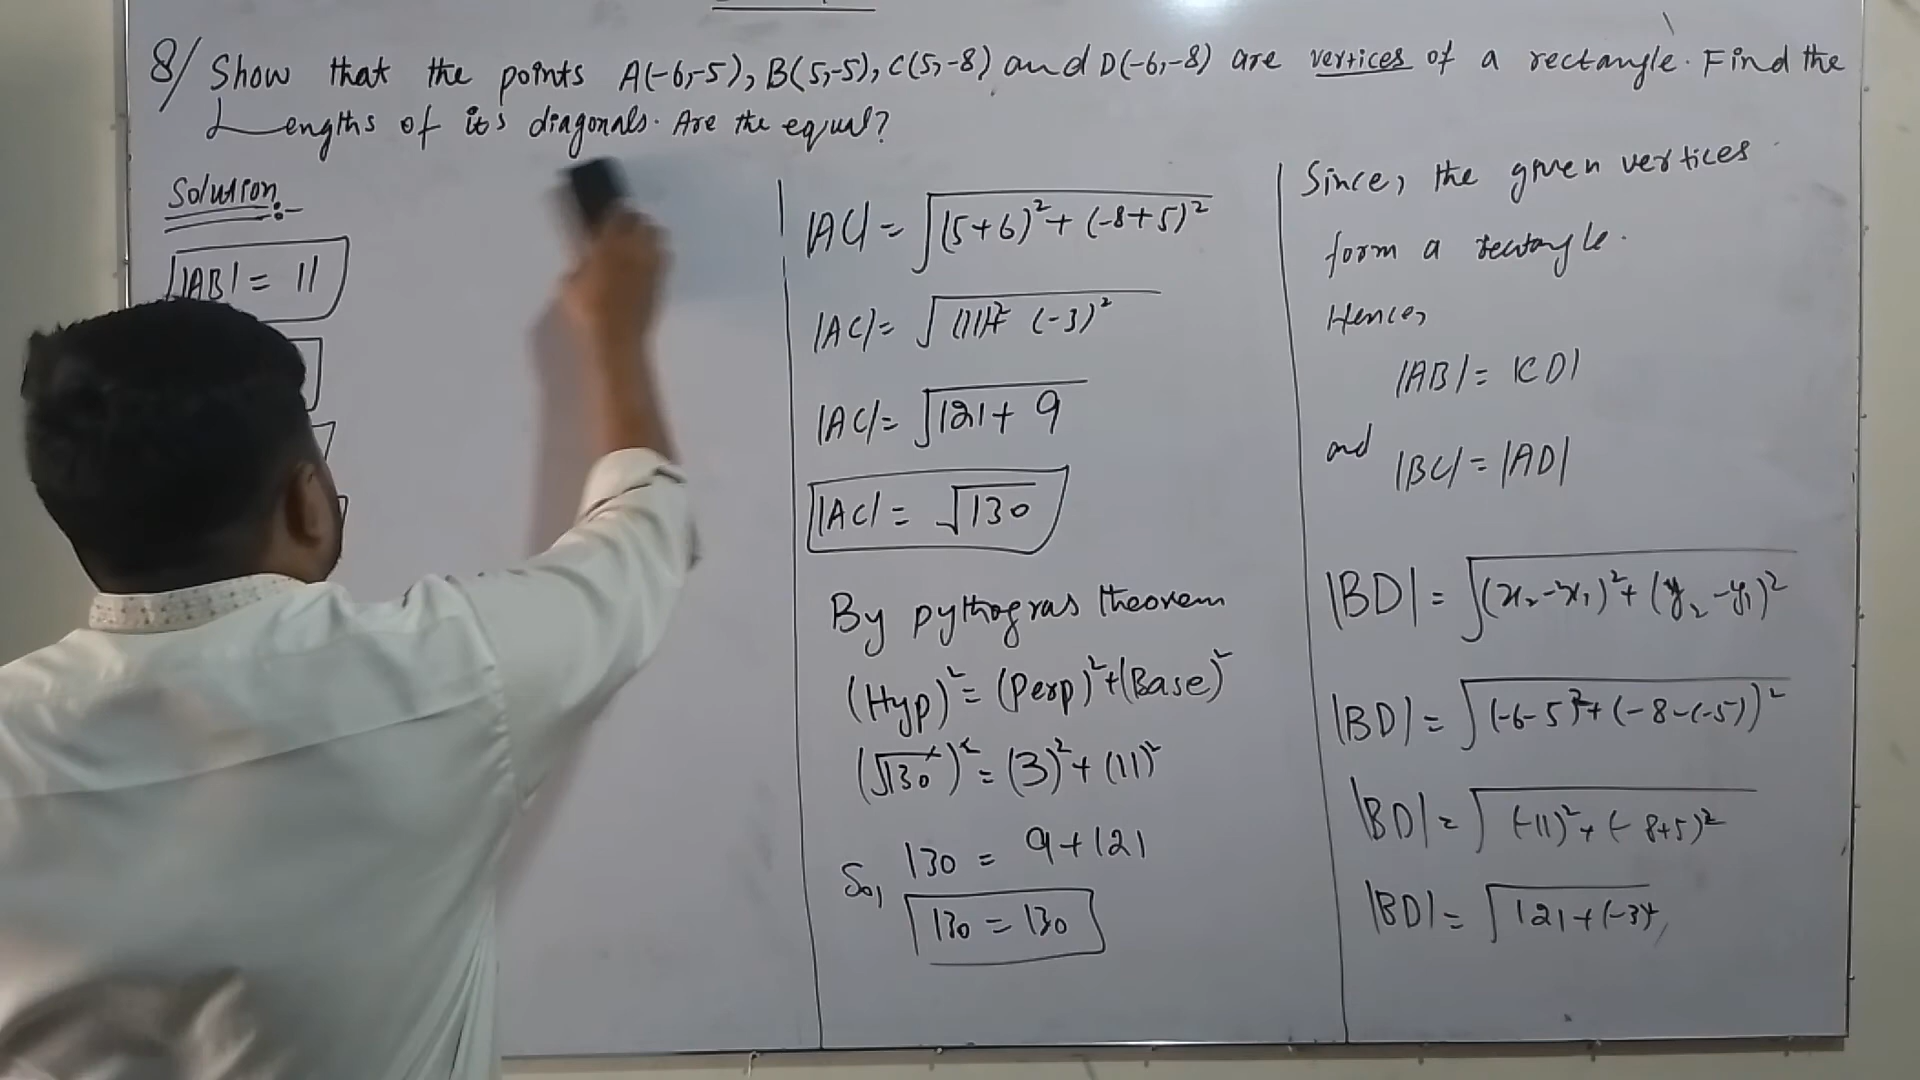 8/ Show that the points A(-6,-5), B(5,-5), C(5,-8) and D(-6,-8) are vertices of a rectangle. Find the
Lengths of its diagonals. Are the equal?
Solution :-
|AB| = 11
|AC| = √(5+6)² + (-8+5)²
|AC| = √(11)² + (-3)²
|AC| = √121 + 9
|AC| = √130
By pythogras theorem
(Hyp)² = (Perp)² + (Base)²
(√130)² = (3)² + (11)²
So, 130 = 9 + 121
130 = 130
Since, the given vertices
form a rectangle.
Hence,
|AB| = |CD|
and |BC| = |AD|
|BD| = √(x₂-x₁)² + (y₂-y₁)²
|BD| = √(-6-5)² + (-8-(-5))²
|BD| = √(-11)² + (-8+5)²
|BD| = √121 + (-3)²